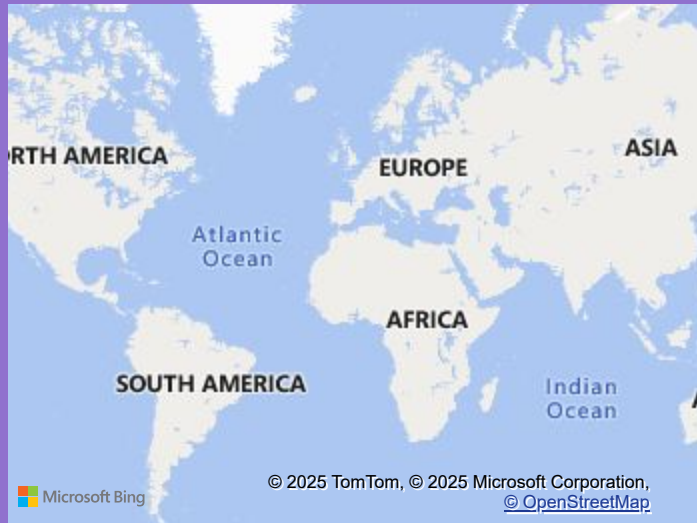 ASIA
RTH AMERICA
EUROPE
Atlantic
Ocean
AFRICA
SOUTH AMERICA
Indian
Ocean
© 2025 TomTom, © 2025 Microsoft Corporation,
Microsoft Bing
© OpenStreetMap